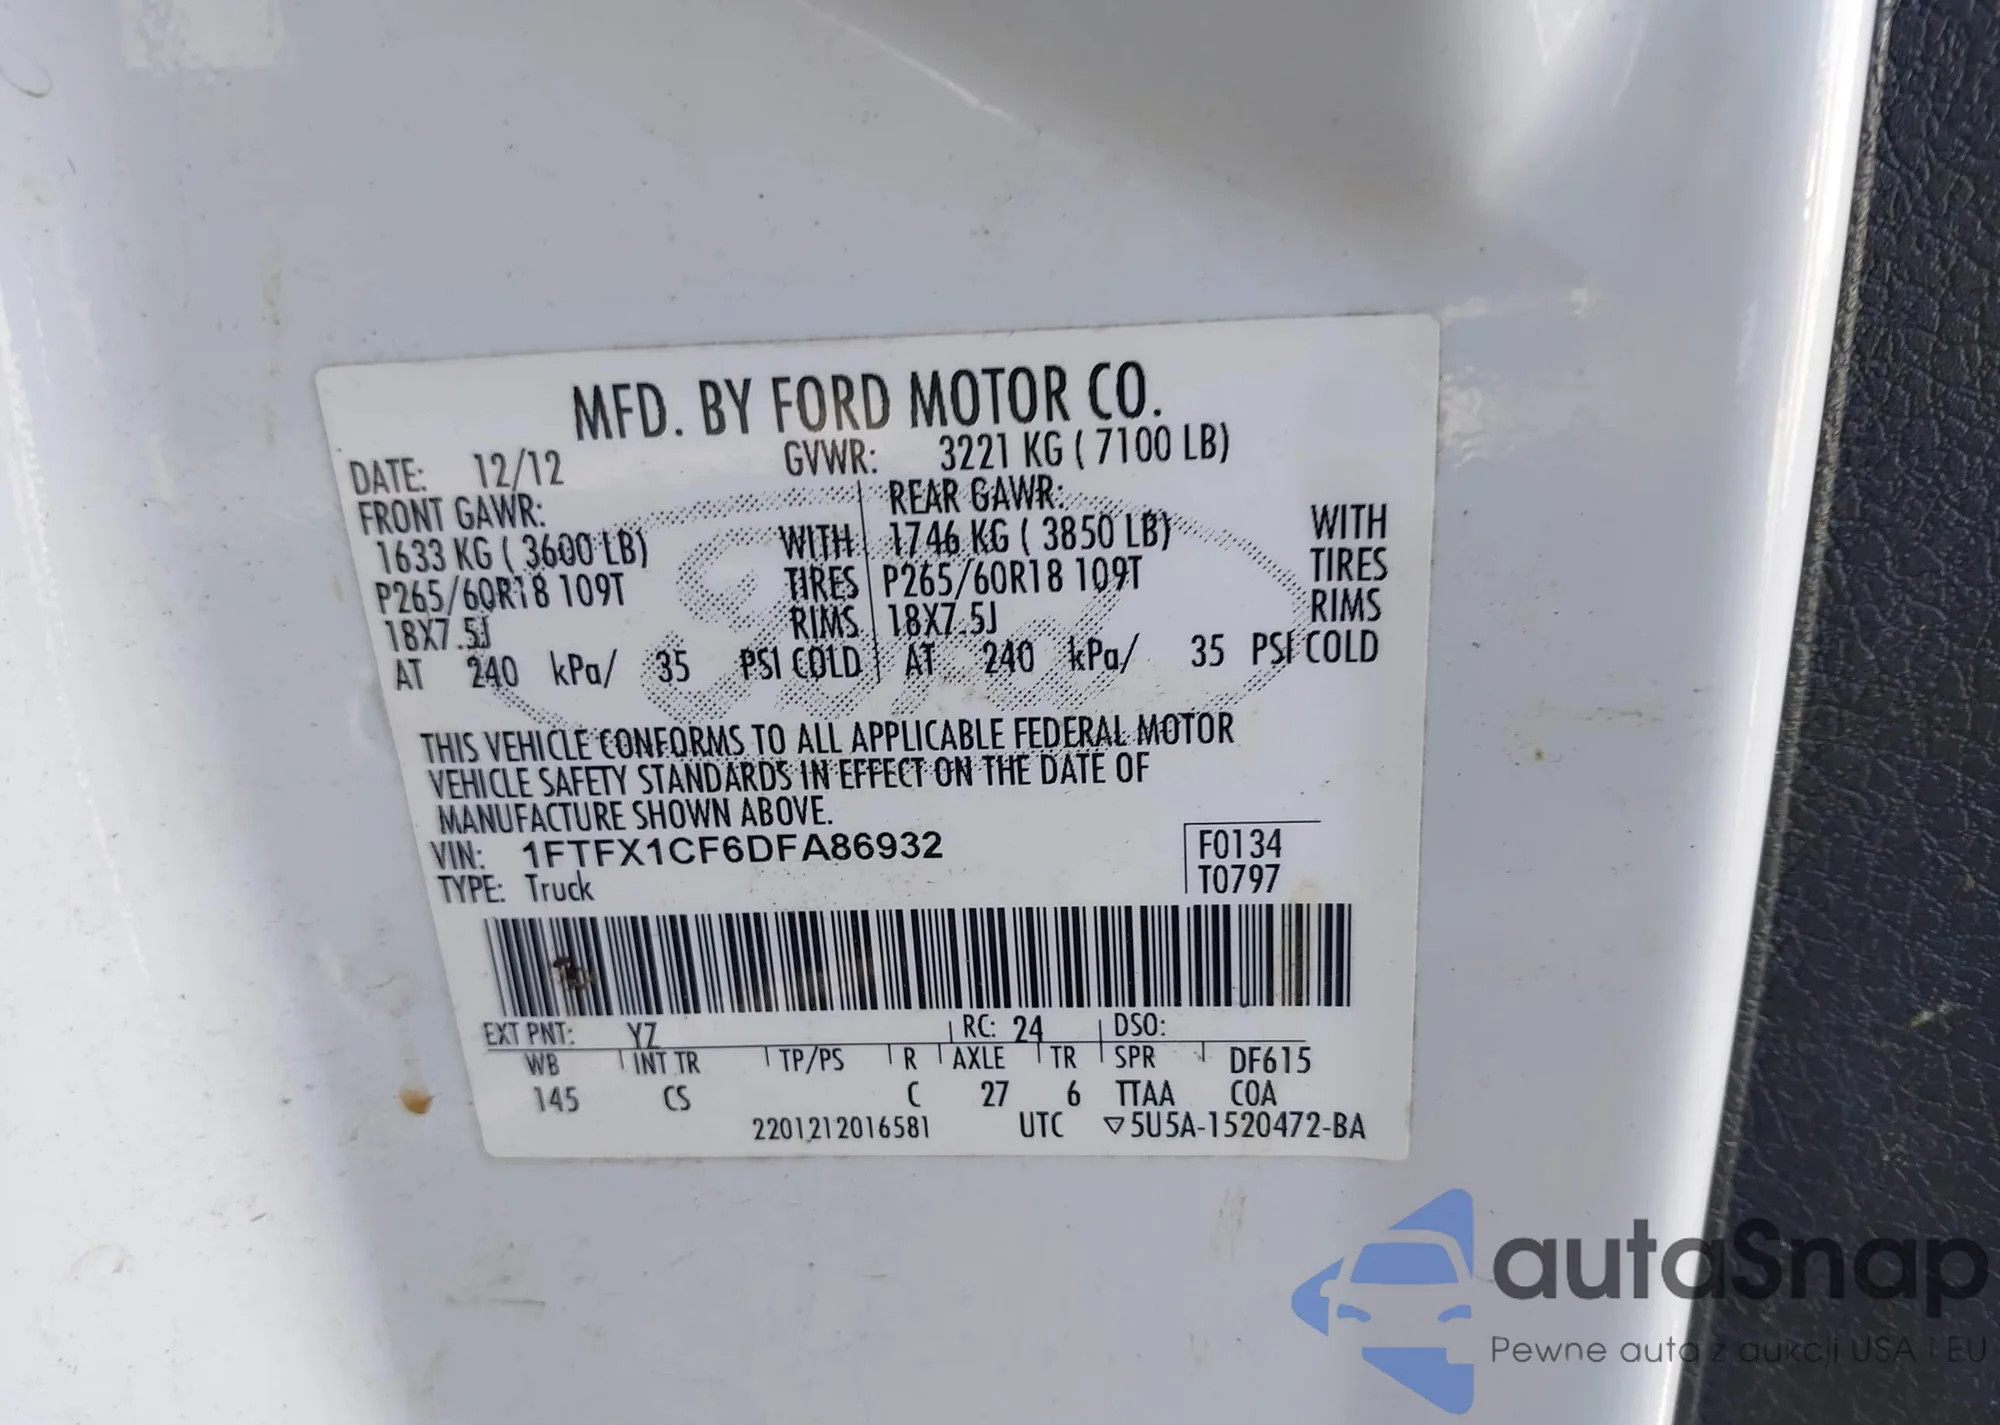 MFD. BY FORD MOTOR CO.
DATE: 12/12 GVWR: 3221 KG ( 7100 LB)
FRONT GAWR: REAR GAWR:
1633 KG ( 3600 LB) WITH 1746 KG ( 3850 LB) WITH
P265/60R18 109T TIRES P265/60R18 109T TIRES
18X7.5J RIMS 18X7.5J RIMS
AT 240 kPa/ 35 PSI COLD AT 240 kPa/ 35 PSI COLD
THIS VEHICLE CONFORMS TO ALL APPLICABLE FEDERAL MOTOR
VEHICLE SAFETY STANDARDS IN EFFECT ON THE DATE OF
MANUFACTURE SHOWN ABOVE.
VIN: 1FTFX1CF6DFA86932 F0134
TYPE: Truck T0797
EXT PNT: YZ RC: 24 DSO:
WB INT TR TP/PS R AXLE TR SPR DF615
145 CS C 27 6 TTAA COA
2201212016581 UTC ▽5U5A-1520472-BA
autaSnap
Pewne auta z aukcji USA i EU